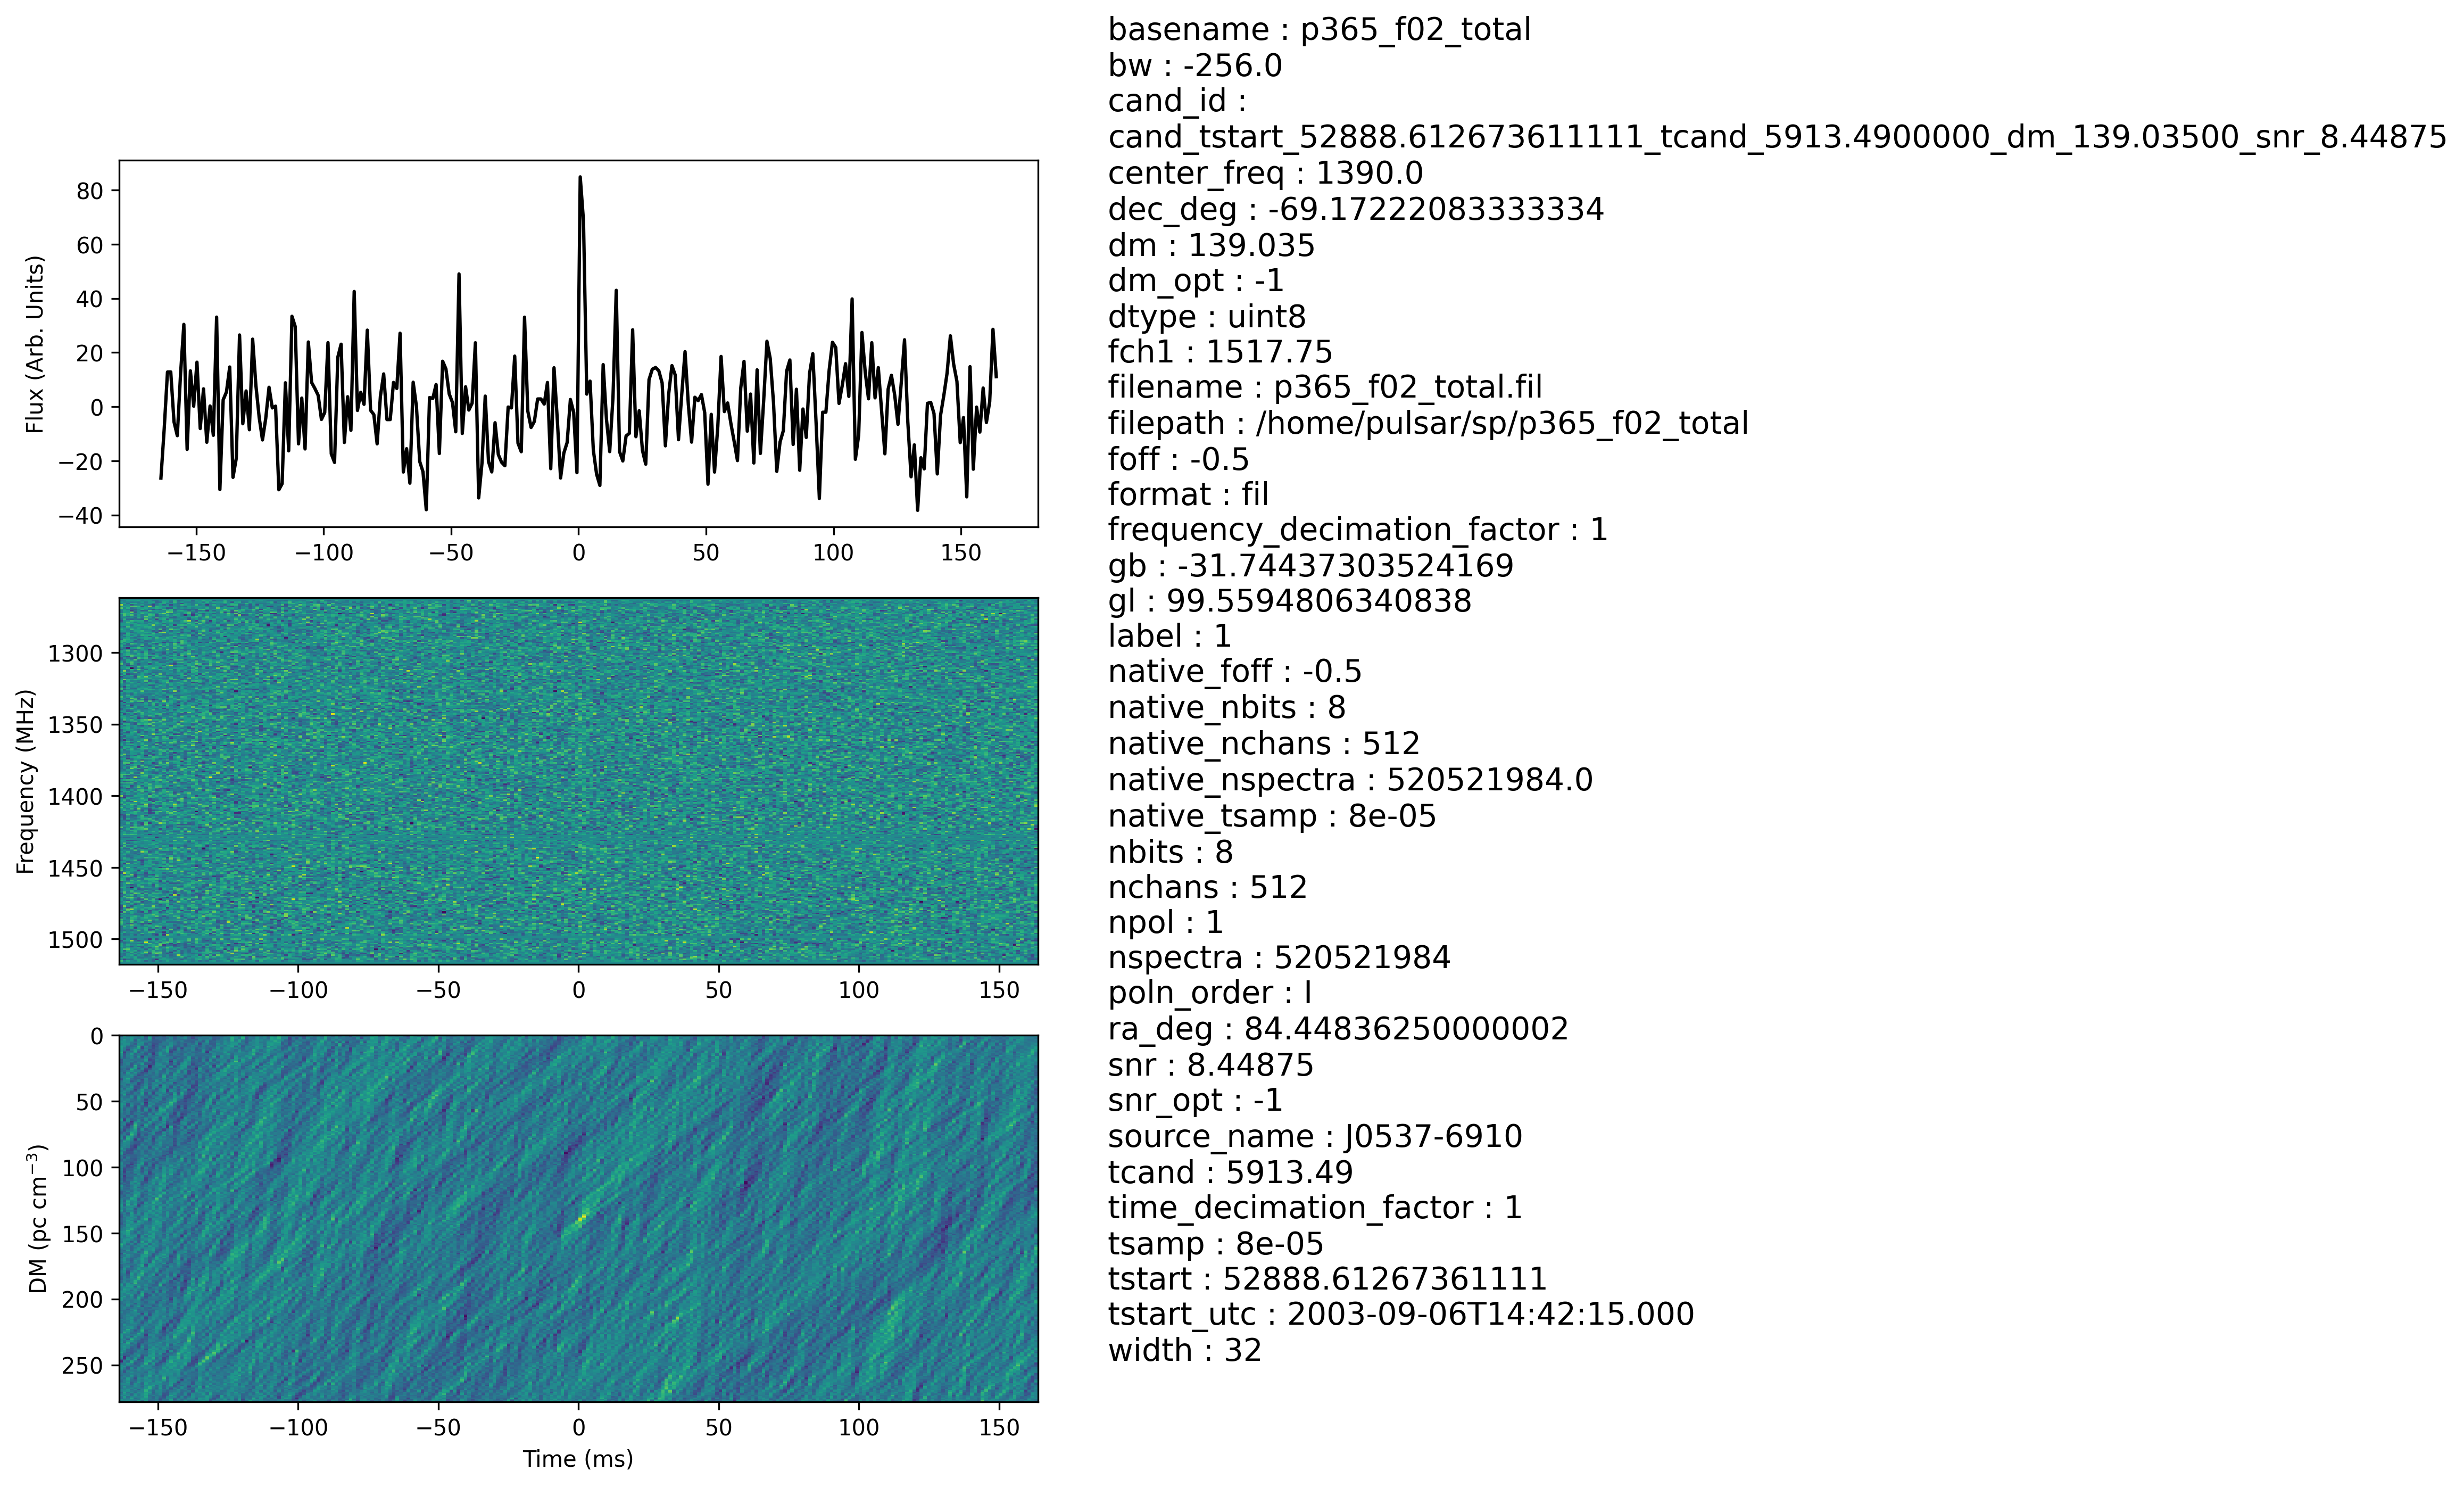 basename : p365_f02_total
bw : -256.0
cand_id :
cand_tstart_52888.612673611111_tcand_5913.4900000_dm_139.03500_snr_8.44875
center_freq : 1390.0
dec_deg : -69.17222083333334
dm : 139.035
dm_opt : -1
dtype : uint8
fch1 : 1517.75
filename : p365_f02_total.fil
filepath : /home/pulsar/sp/p365_f02_total
foff : -0.5
format : fil
frequency_decimation_factor : 1
gb : -31.74437303524169
gl : 99.5594806340838
label : 1
native_foff : -0.5
native_nbits : 8
native_nchans : 512
native_nspectra : 520521984.0
native_tsamp : 8e-05
nbits : 8
nchans : 512
npol : 1
nspectra : 520521984
poln_order : I
ra_deg : 84.44836250000002
snr : 8.44875
snr_opt : -1
source_name : J0537-6910
tcand : 5913.49
time_decimation_factor : 1
tsamp : 8e-05
tstart : 52888.61267361111
tstart_utc : 2003-09-06T14:42:15.000
width : 32
Flux (Arb. Units)
80
60
40
20
0
−20
−40
−150 −100 −50 0 50 100 150
Frequency (MHz)
1300
1350
1400
1450
1500
−150 −100 −50 0 50 100 150
DM (pc cm⁻³)
0
50
100
150
200
250
−150 −100 −50 0 50 100 150
Time (ms)